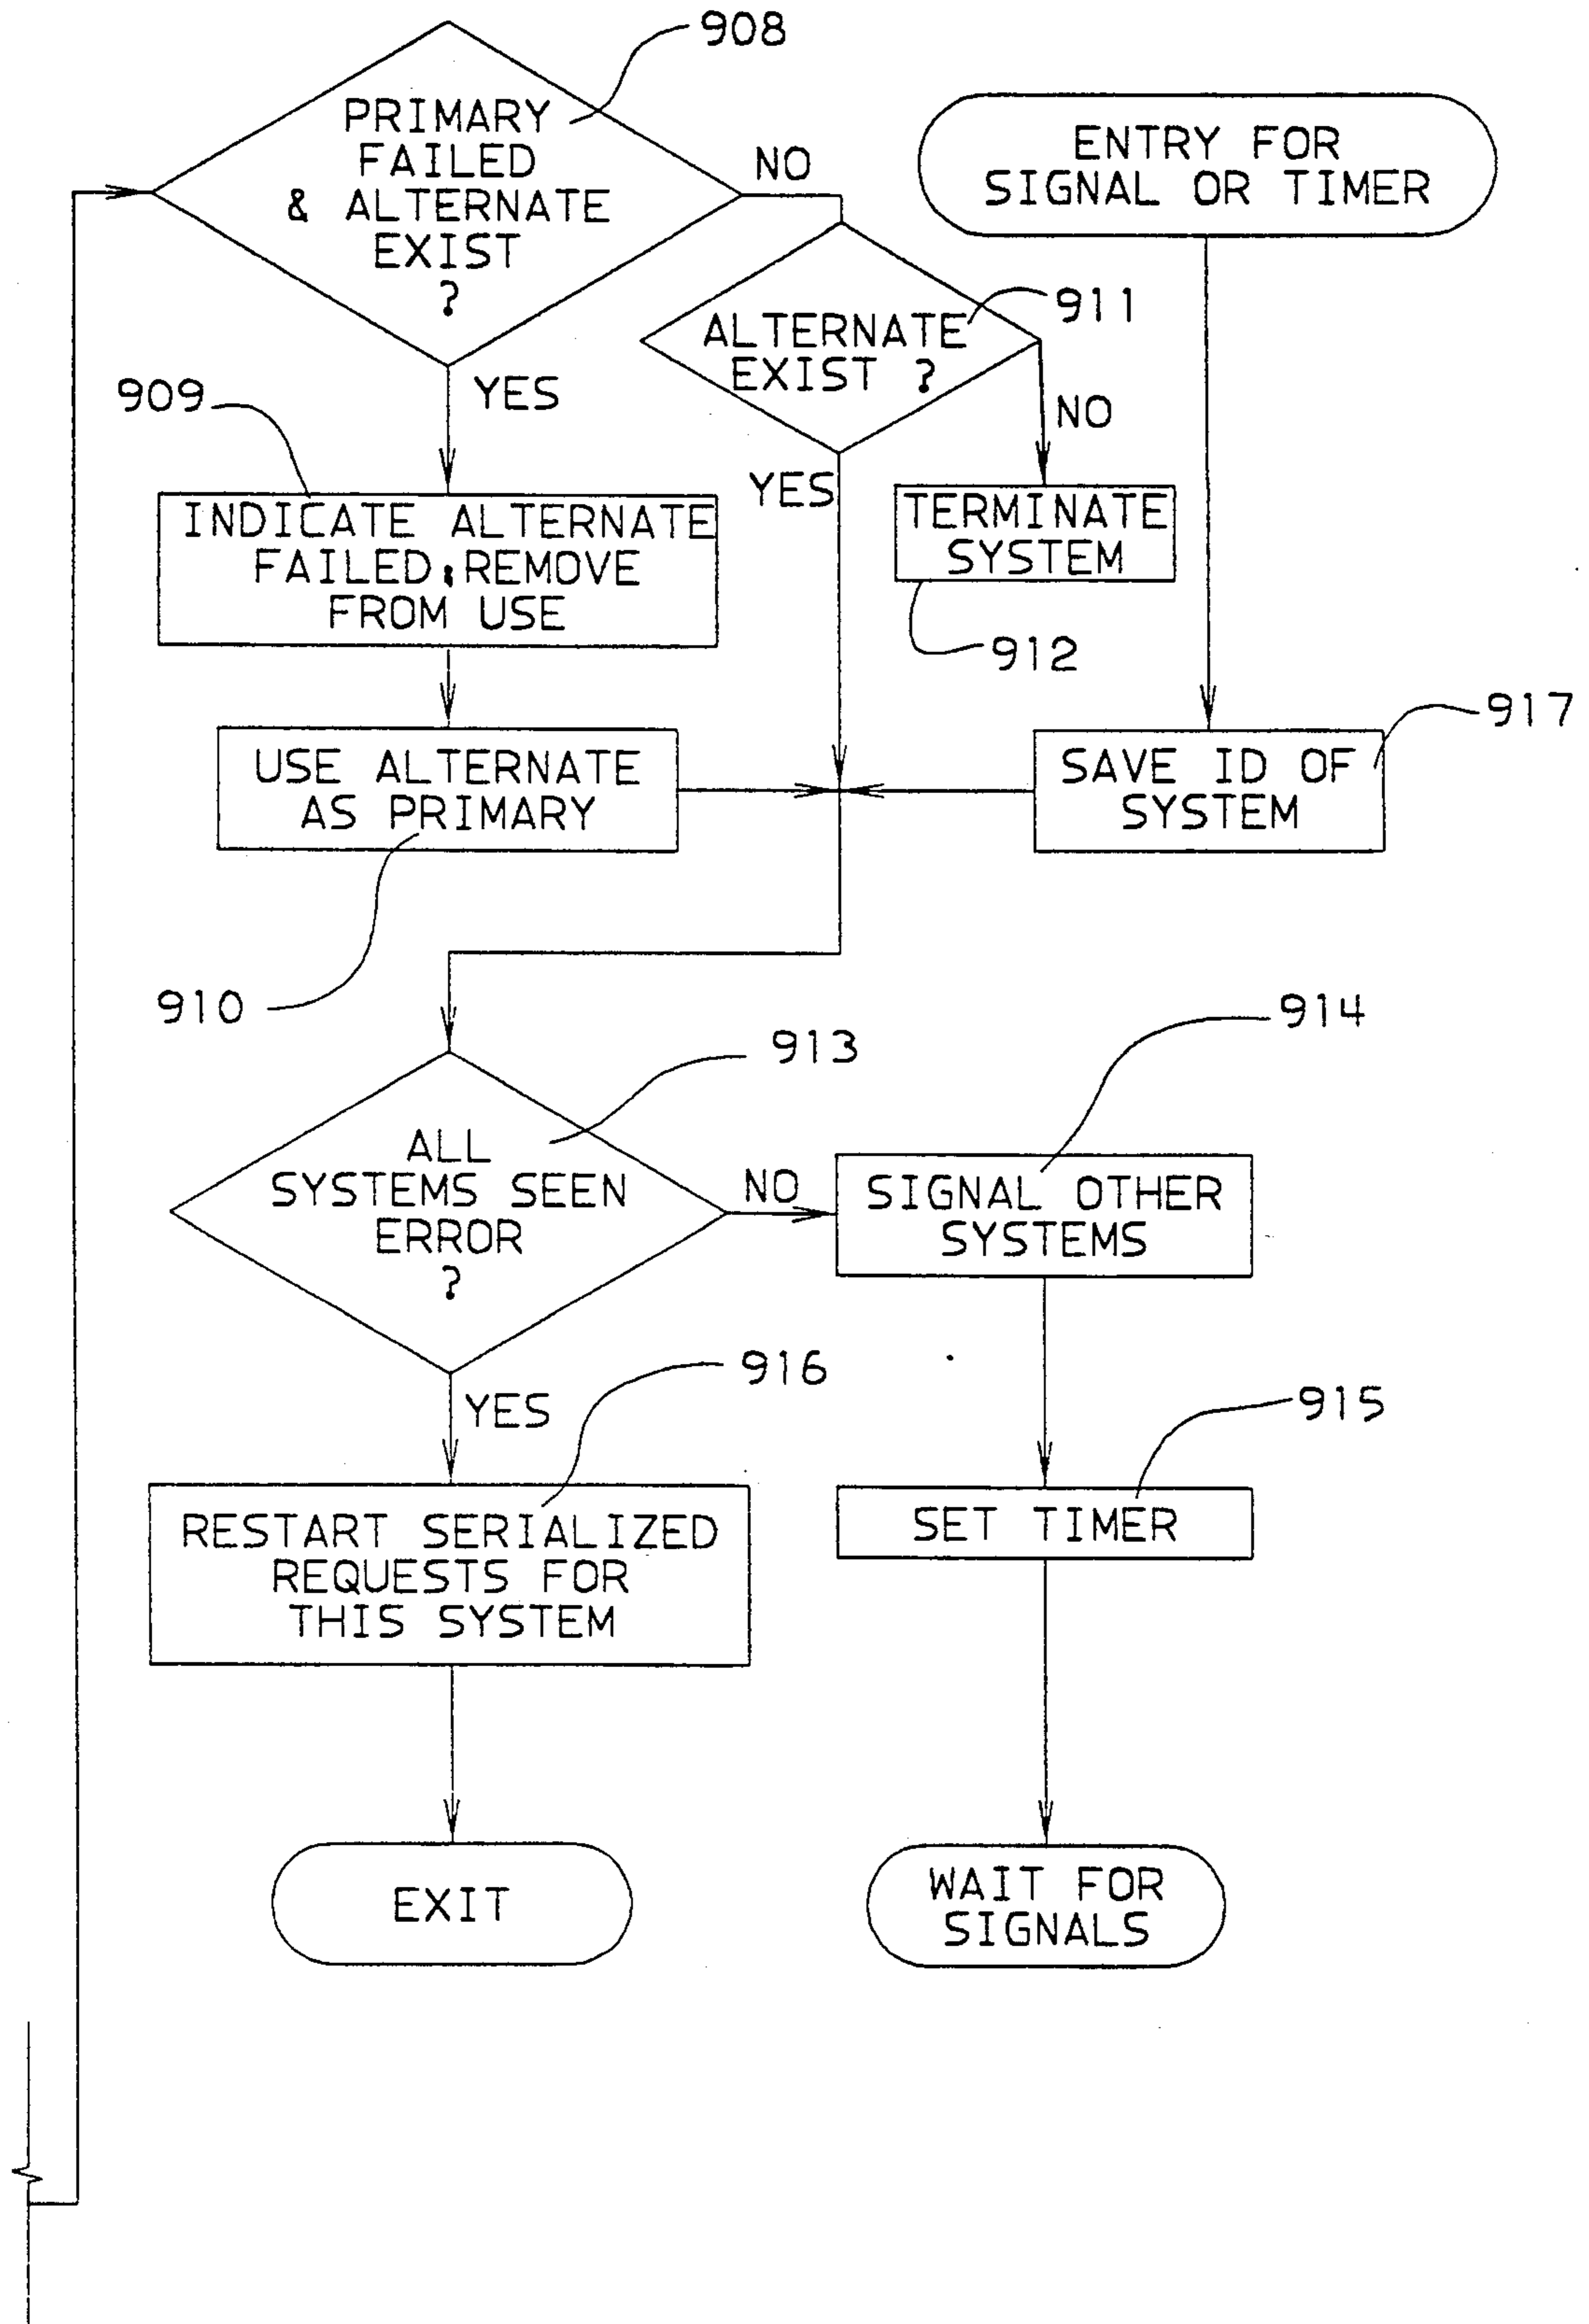 908
PRIMARY
FAILED
& ALTERNATE
EXIST
?
NO
ENTRY FOR
SIGNAL OR TIMER
911
ALTERNATE
EXIST ?
909
YES
NO
YES
INDICATE ALTERNATE
FAILED;REMOVE
FROM USE
TERMINATE
SYSTEM
912
917
USE ALTERNATE
AS PRIMARY
SAVE ID OF
SYSTEM
910
914
913
ALL
SYSTEMS SEEN
ERROR
?
NO
SIGNAL OTHER
SYSTEMS
916
YES
915
RESTART SERIALIZED
REQUESTS FOR
THIS SYSTEM
SET TIMER
EXIT
WAIT FOR
SIGNALS